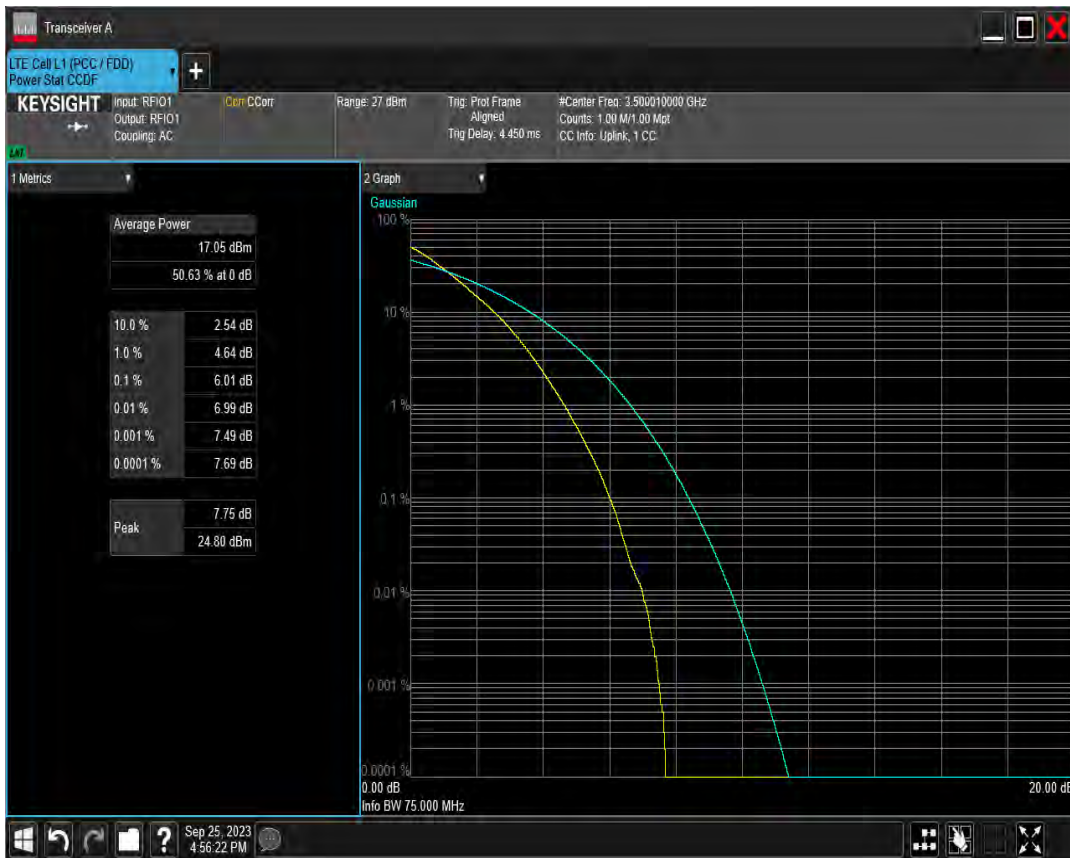 Transceiver A
LTE Cell L1 (PCC / FDD)
Power Stat CCDF
+
KEYSIGHT
Input: RFIO1
Output: RFIO1
Coupling: AC
Corr CCorr
Range: 27 dBm
Trig: Prot Frame
Aligned
Trig Delay: 4.450 ms
#Center Freq: 3.500010000 GHz
Counts: 1.00 M/1.00 Mpt
CC Info: Uplink, 1 CC
1 Metrics
Average Power
17.05 dBm
50.63 % at 0 dB
10.0 % 2.54 dB
1.0 % 4.64 dB
0.1 % 6.01 dB
0.01 % 6.99 dB
0.001 % 7.49 dB
0.0001 % 7.69 dB
Peak
7.75 dB
24.80 dBm
2 Graph
Gaussian
100 %
10 %
1 %
0.1 %
0.01 %
0.001 %
0.0001 %
0.00 dB 20.00 dB
Info BW 75.000 MHz
?
Sep 25, 2023
4:56:22 PM